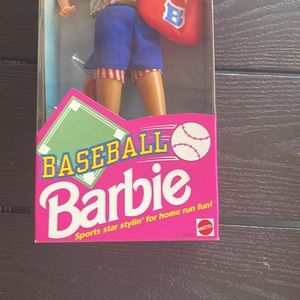 B
BASEBALL
Barbie
Sports star stylin' for home run fun!
MATTEL